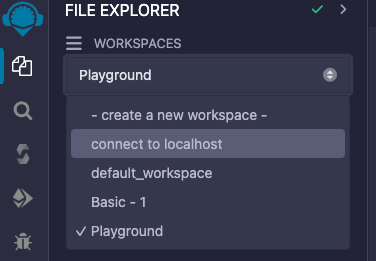 FILE EXPLORER
WORKSPACES
Playground
- create a new workspace -
connect to localhost
default_workspace
Basic - 1
Playground